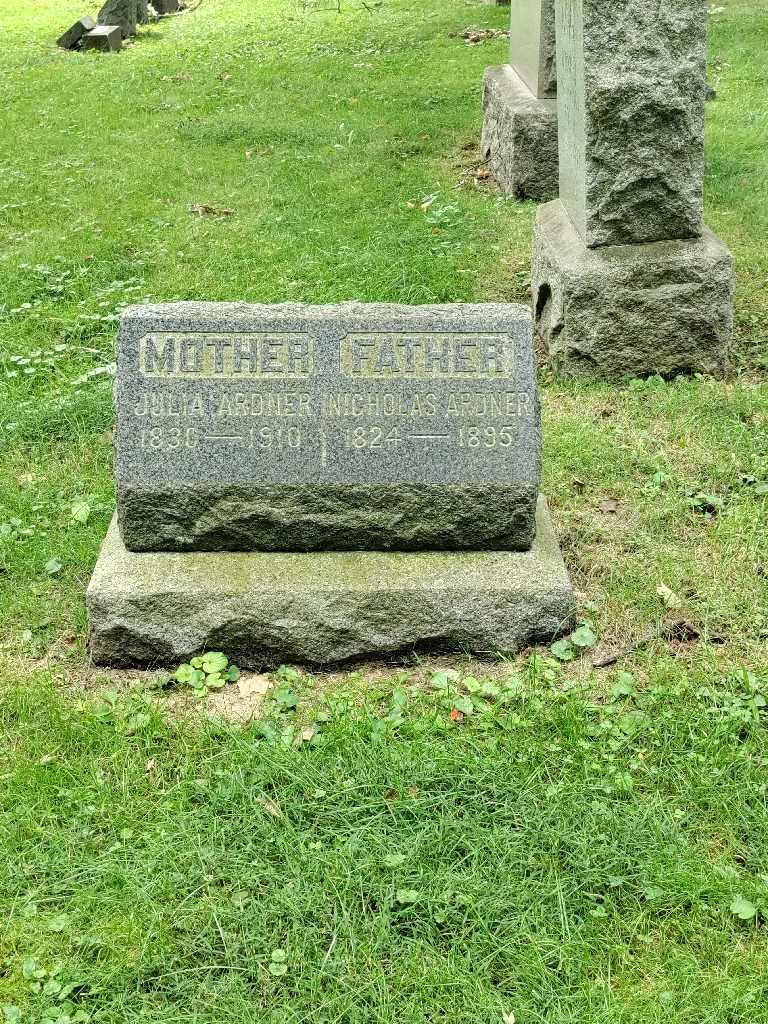 MOTHER
JULIA ARDNER
1830 — 1910
FATHER
NICHOLAS ARDNER
1824 — 1895